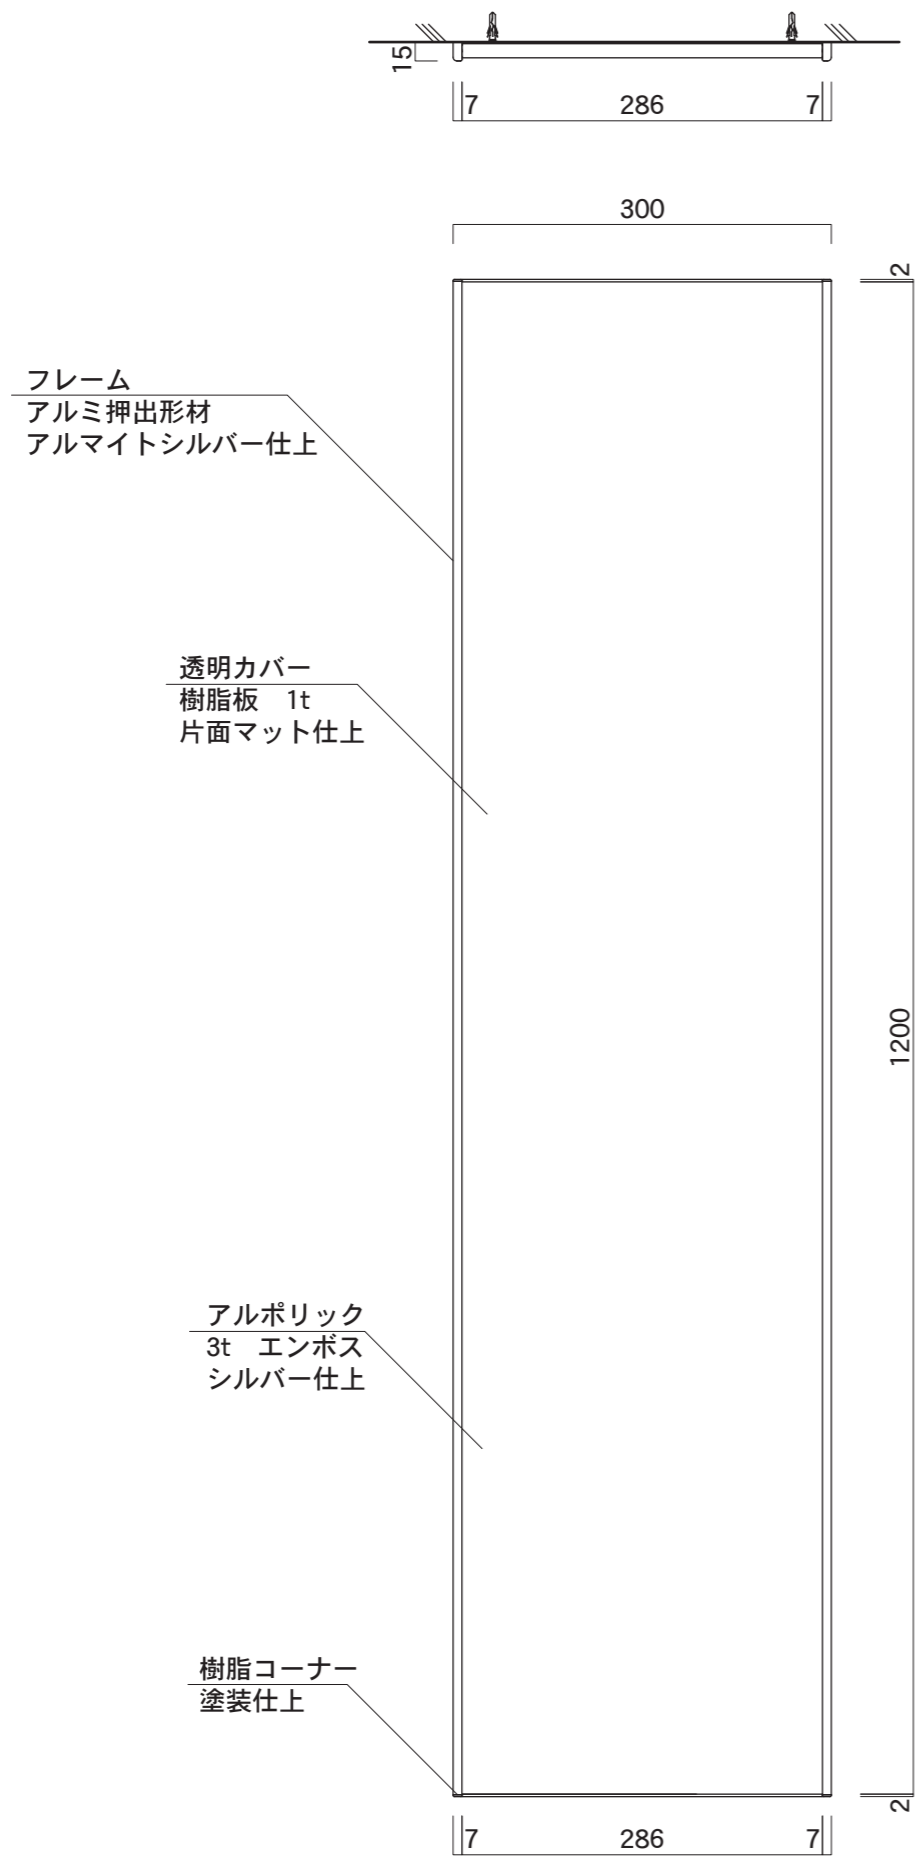 15
7 286 7
300
2
フレーム
アルミ押出形材
アルマイトシルバー仕上
透明カバー
樹脂板 1t
片面マット仕上
1200
アルポリック
3t エンボス
シルバー仕上
樹脂コーナー
塗装仕上
2
7 286 7